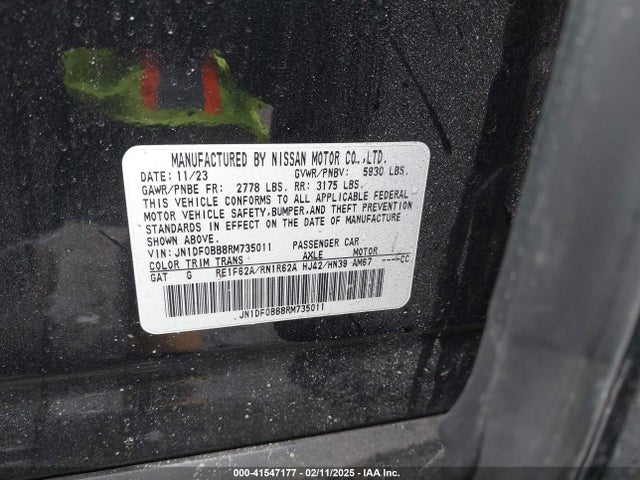 MANUFACTURED BY NISSAN MOTOR CO.,LTD.
DATE: 11/23 GVWR/PNBV: 5930 LBS.
GAWR/PNBE FR: 2778 LBS. RR: 3175 LBS.
THIS VEHICLE CONFORMS TO ALL APPLICABLE FEDERAL
MOTOR VEHICLE SAFETY,BUMPER,AND THEFT PREVENTION
STANDARDS IN EFFECT ON THE DATE OF MANUFACTURE
SHOWN ABOVE.
VIN: JN1DF0BB8RM735011 PASSENGER CAR
COLOR TRIM TRANS AXLE MOTOR
GAT G RE1F62A/RN1R62A HJ42/HN39 AM67 ----CC
JN1DF0BB8RM735011
000-41547177 - 02/11/2025 - IAA Inc.